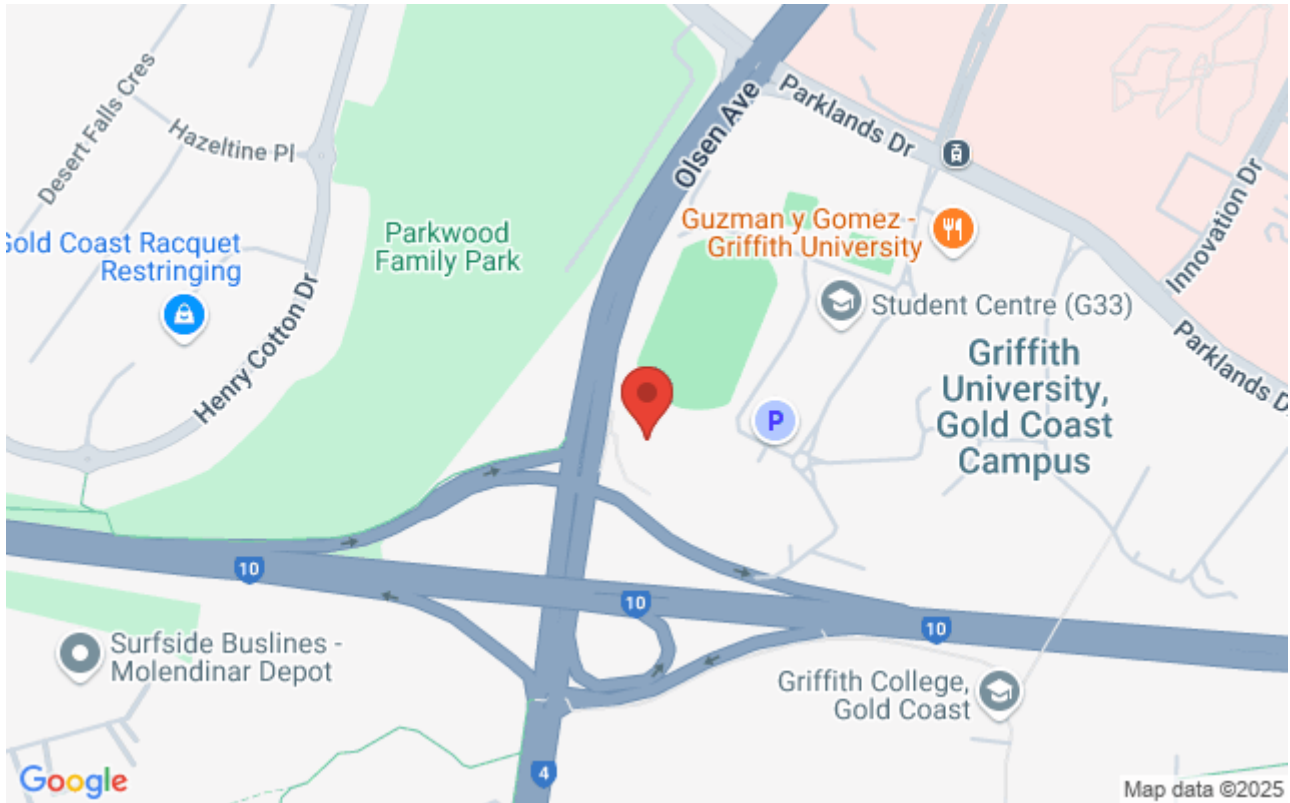 Desert Falls Cres
Hazeltine Pl
Olsen Ave
Parklands Dr
Innovation Dr
Parkwood
Family Park
Guzman y Gomez -
Griffith University
Gold Coast Racquet
Restringing
Henry Cotton Dr
Student Centre (G33)
Griffith
University,
Gold Coast
Campus
Parklands Dr
P
10
10
10
Surfside Buslines -
Molendinar Depot
Griffith College,
Gold Coast
4
Google
Map data ©2025